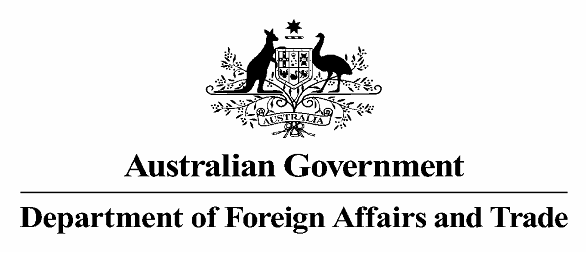 AUSTRALIA
Australian Government
Department of Foreign Affairs and Trade